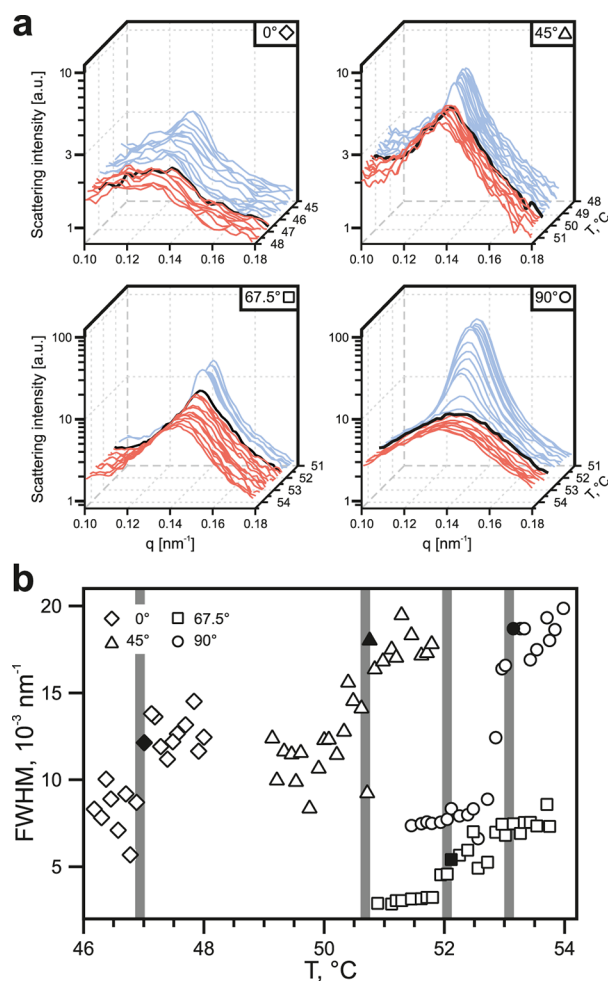 a
0°◇
45°△
Scattering intensity [a.u.]
10
3
1
0.10 0.12 0.14 0.16 0.18
45
46
47
48
10
3
1
0.10 0.12 0.14 0.16 0.18
48
49
50
51
T, °C
67.5°□
90°○
Scattering intensity [a.u.]
100
10
1
0.10 0.12 0.14 0.16 0.18
51
52
53
54
q [nm⁻¹]
100
10
1
0.10 0.12 0.14 0.16 0.18
51
52
53
54
T, °C
q [nm⁻¹]
b
FWHM, 10⁻³ nm⁻¹
20
15
10
5
◇ 0° □ 67.5°
△ 45° ○ 90°
46 48 50 52 54
T, °C